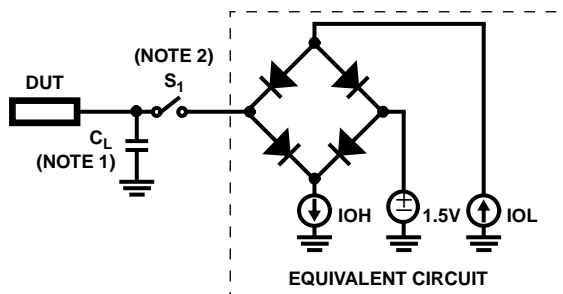 (NOTE 2)
DUT
S1
CL
(NOTE 1)
IOH
+
−
1.5V
IOL
EQUIVALENT CIRCUIT